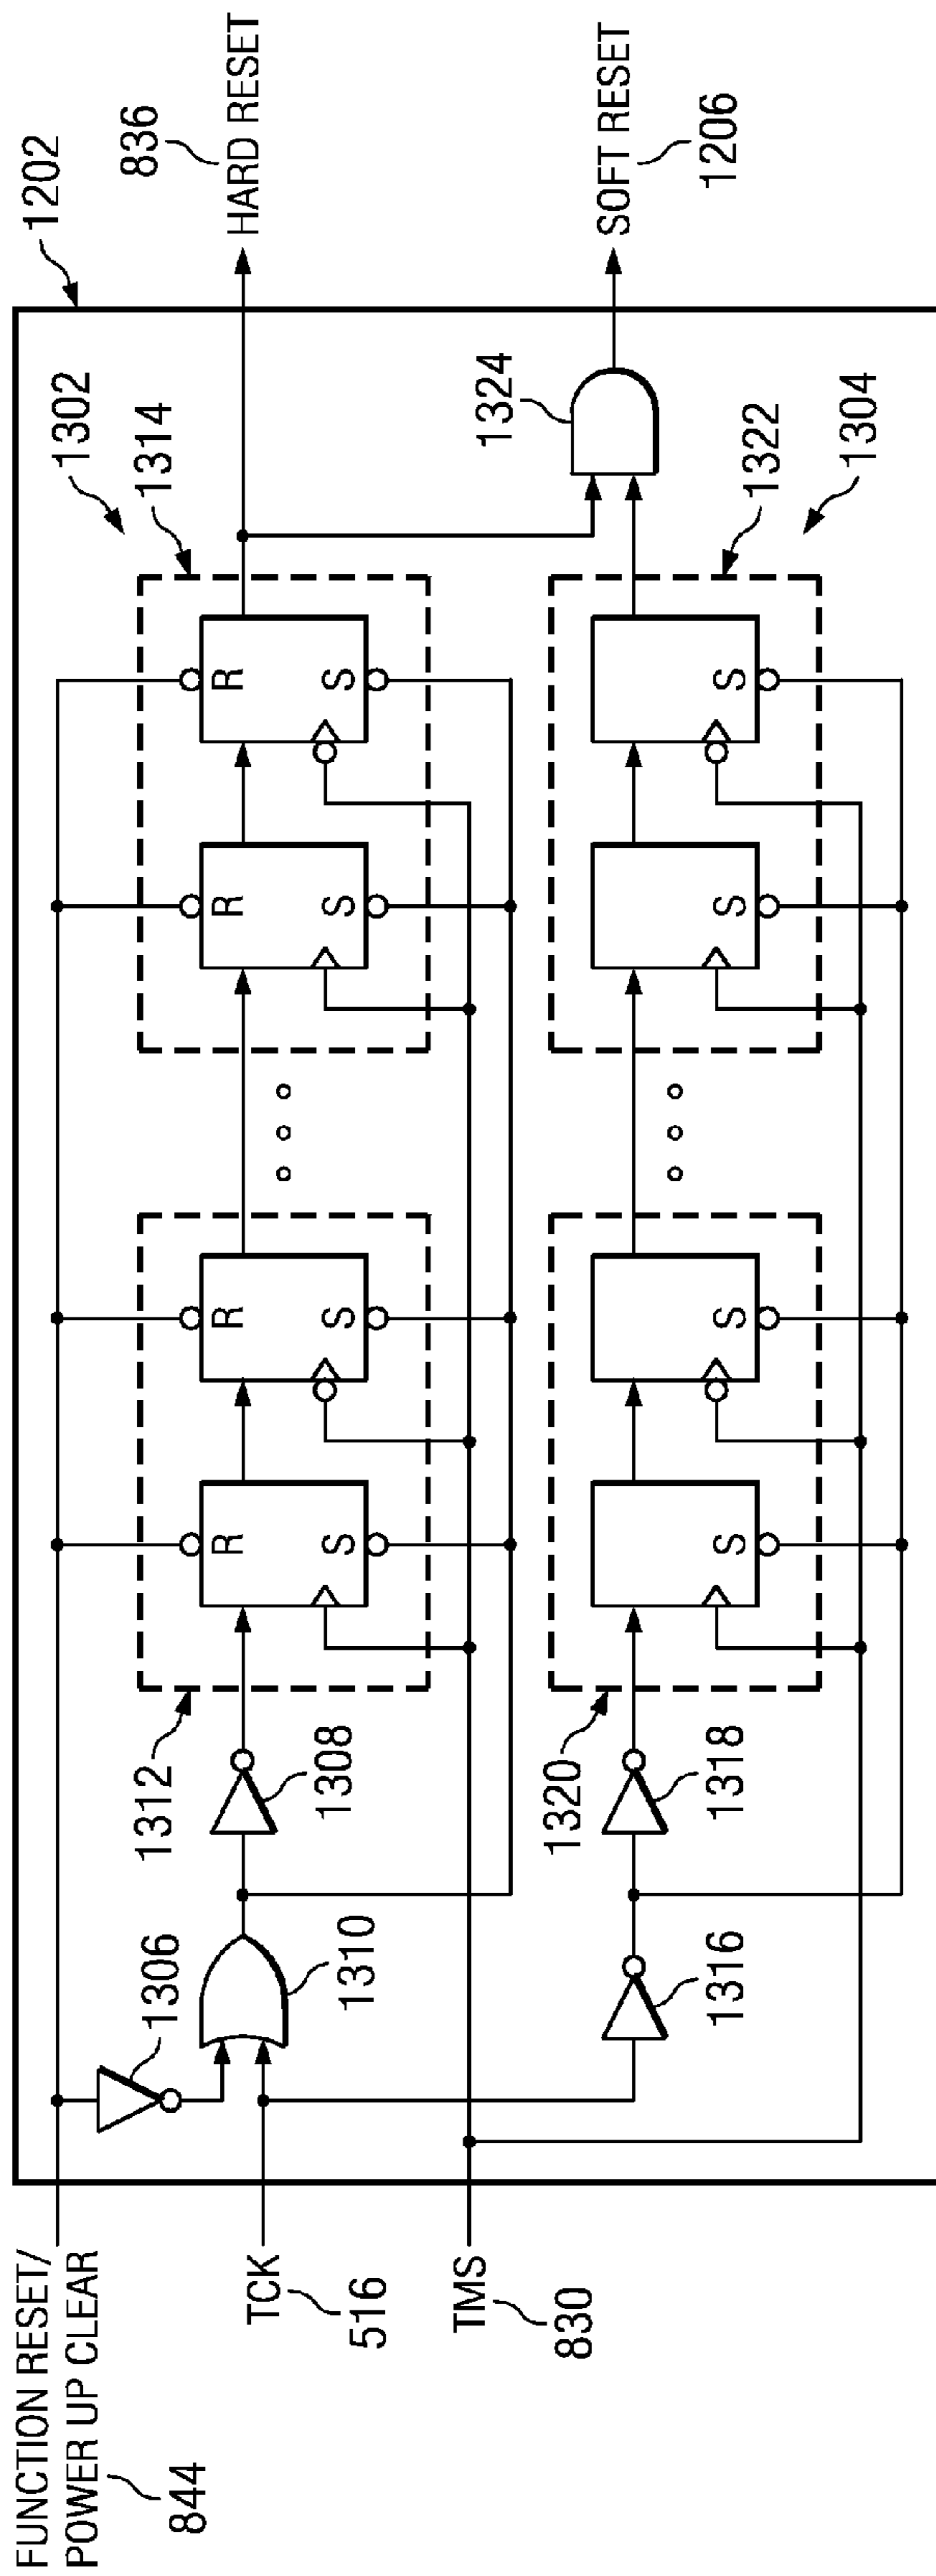 1202
836
HARD RESET
1302
1314
1324
SOFT RESET
1206
1322
1304
R
S
R
S
R
S
R
S
S
S
S
S
1312
1308
1320
1318
1306
1310
1316
FUNCTION RESET/
POWER UP CLEAR
844
TCK
516
TMS
830